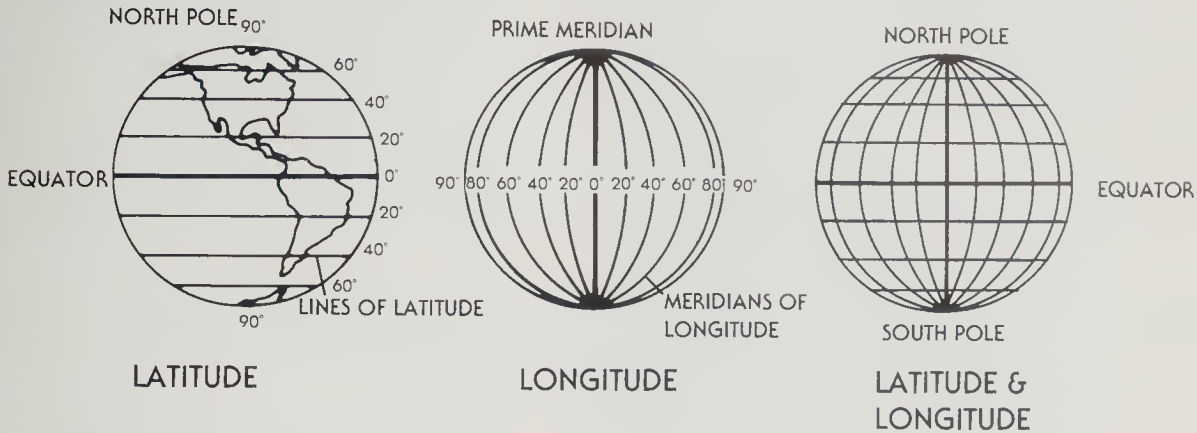 NORTH POLE 90°
60°
40°
20°
EQUATOR
0°
20°
40°
60°
90°
LINES OF LATITUDE
LATITUDE
PRIME MERIDIAN
90° 80° 60° 40° 20° 0° 20° 40° 60° 80° 90°
MERIDIANS OF
LONGITUDE
LONGITUDE
NORTH POLE
EQUATOR
SOUTH POLE
LATITUDE &
LONGITUDE